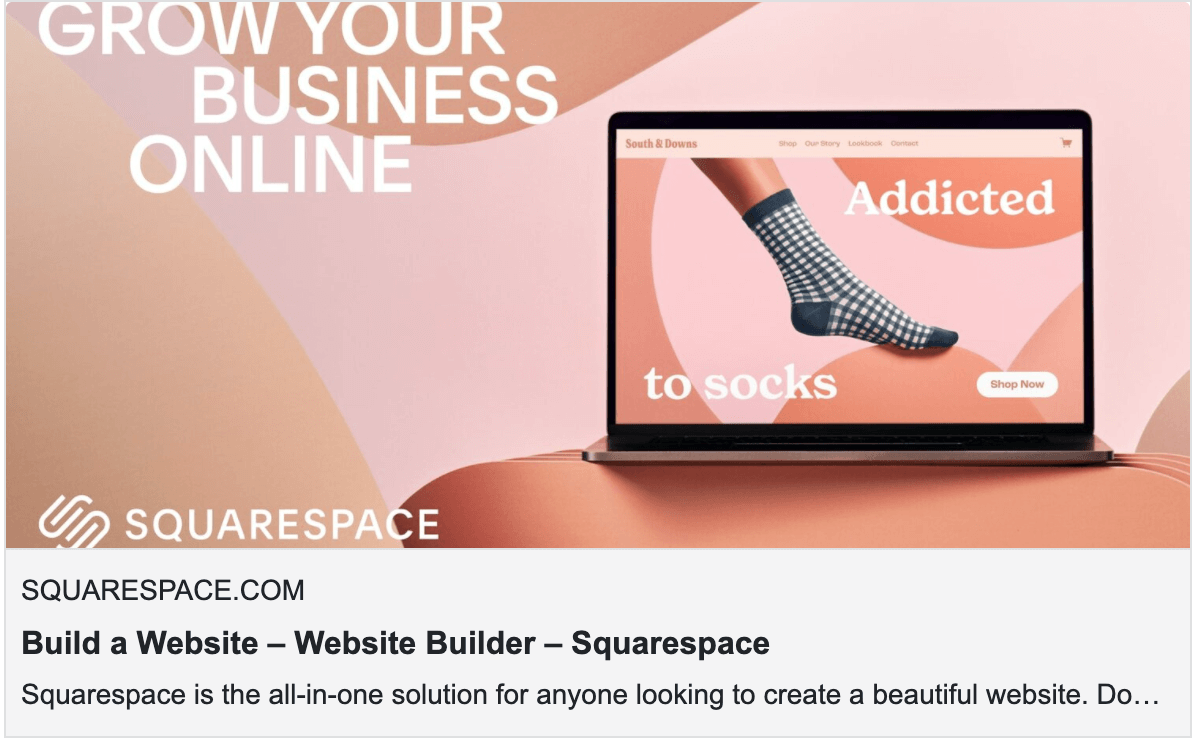 GROW YOUR
BUSINESS
ONLINE
South & Downs
Shop Our Story Lookbook Contact
Addicted
to socks
Shop Now
SQUARESPACE
SQUARESPACE.COM
Build a Website – Website Builder – Squarespace
Squarespace is the all-in-one solution for anyone looking to create a beautiful website. Do…